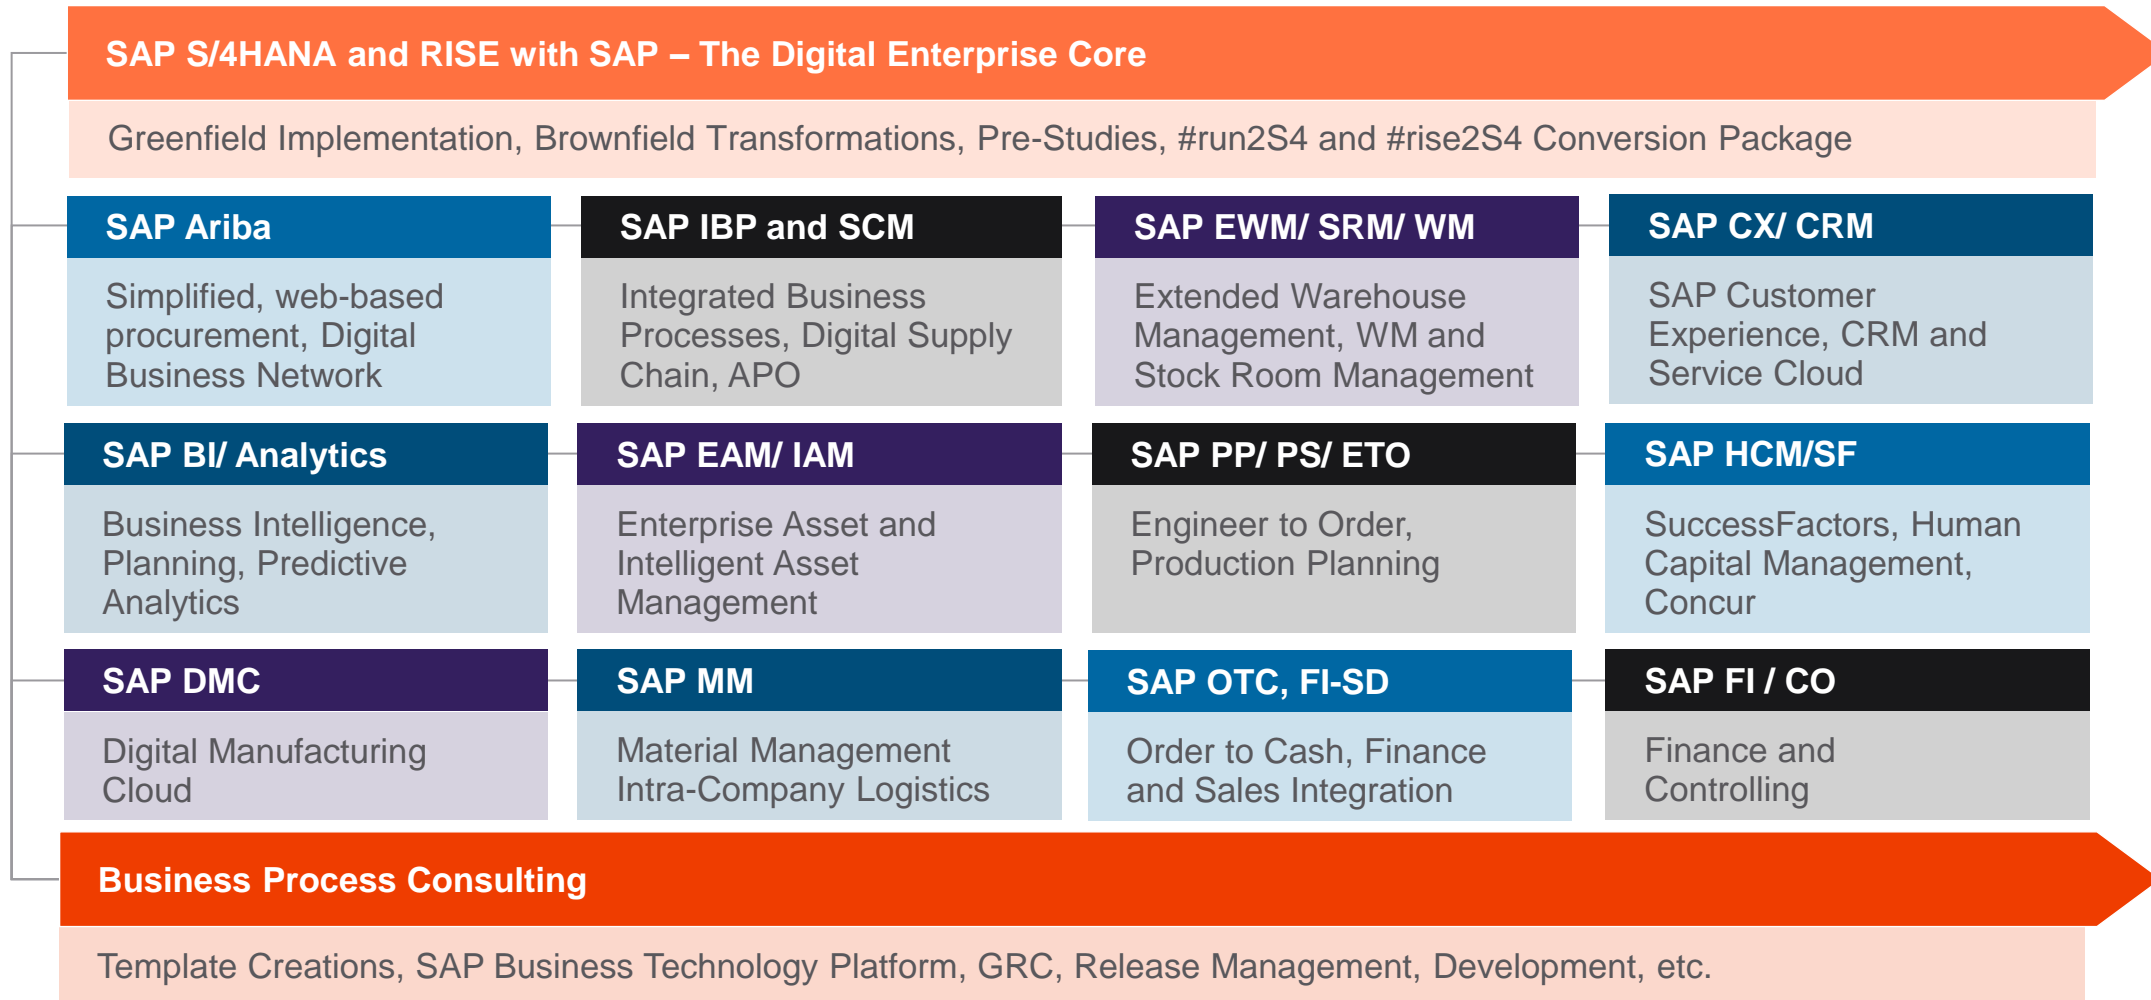 SAP S/4HANA and RISE with SAP – The Digital Enterprise Core
Greenfield Implementation, Brownfield Transformations, Pre-Studies, #run2S4 and #rise2S4 Conversion Package
SAP Ariba
Simplified, web-based
procurement, Digital
Business Network
SAP IBP and SCM
Integrated Business
Processes, Digital Supply
Chain, APO
SAP EWM/ SRM/ WM
Extended Warehouse
Management, WM and
Stock Room Management
SAP CX/ CRM
SAP Customer
Experience, CRM and
Service Cloud
SAP BI/ Analytics
Business Intelligence,
Planning, Predictive
Analytics
SAP EAM/ IAM
Enterprise Asset and
Intelligent Asset
Management
SAP PP/ PS/ ETO
Engineer to Order,
Production Planning
SAP HCM/SF
SuccessFactors, Human
Capital Management,
Concur
SAP DMC
Digital Manufacturing
Cloud
SAP MM
Material Management
Intra-Company Logistics
SAP OTC, FI-SD
Order to Cash, Finance
and Sales Integration
SAP FI / CO
Finance and
Controlling
Business Process Consulting
Template Creations, SAP Business Technology Platform, GRC, Release Management, Development, etc.